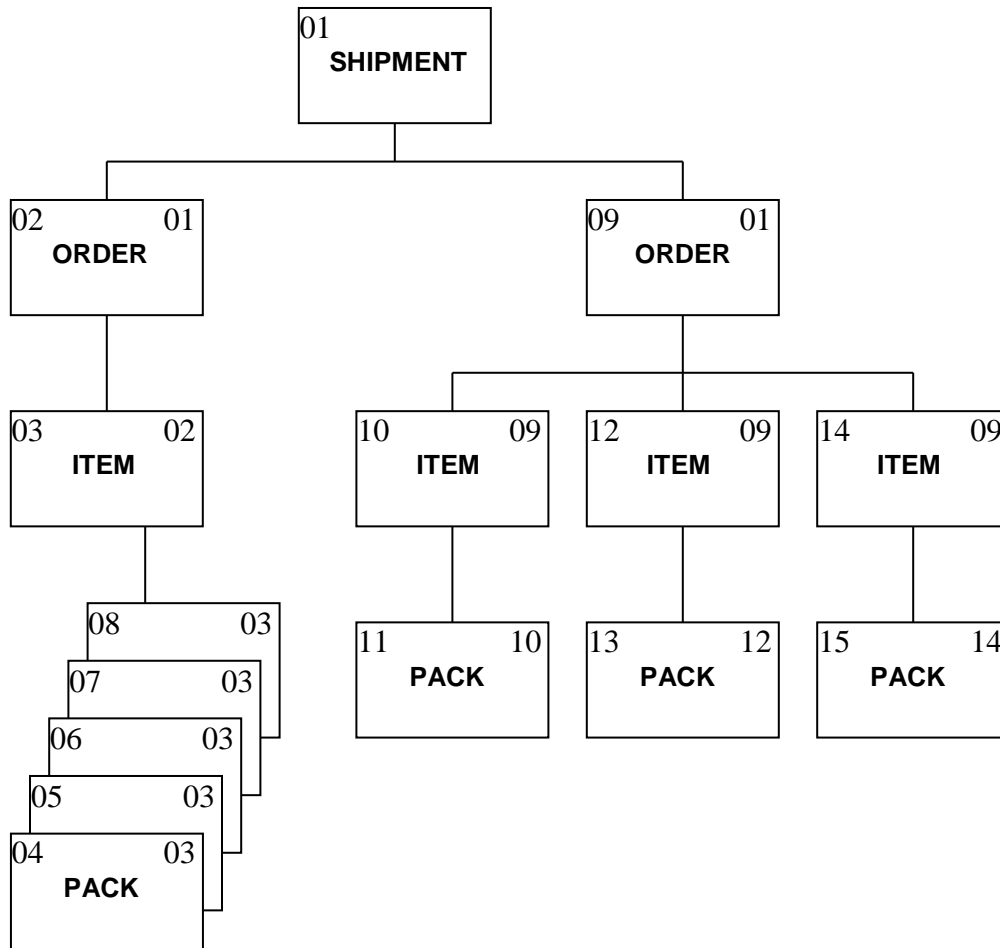 01
SHIPMENT
02 01
ORDER
09 01
ORDER
03 02
ITEM
10 09
ITEM
12 09
ITEM
14 09
ITEM
08 03
07 03
06 03
05 03
04 03
PACK
11 10
PACK
13 12
PACK
15 14
PACK